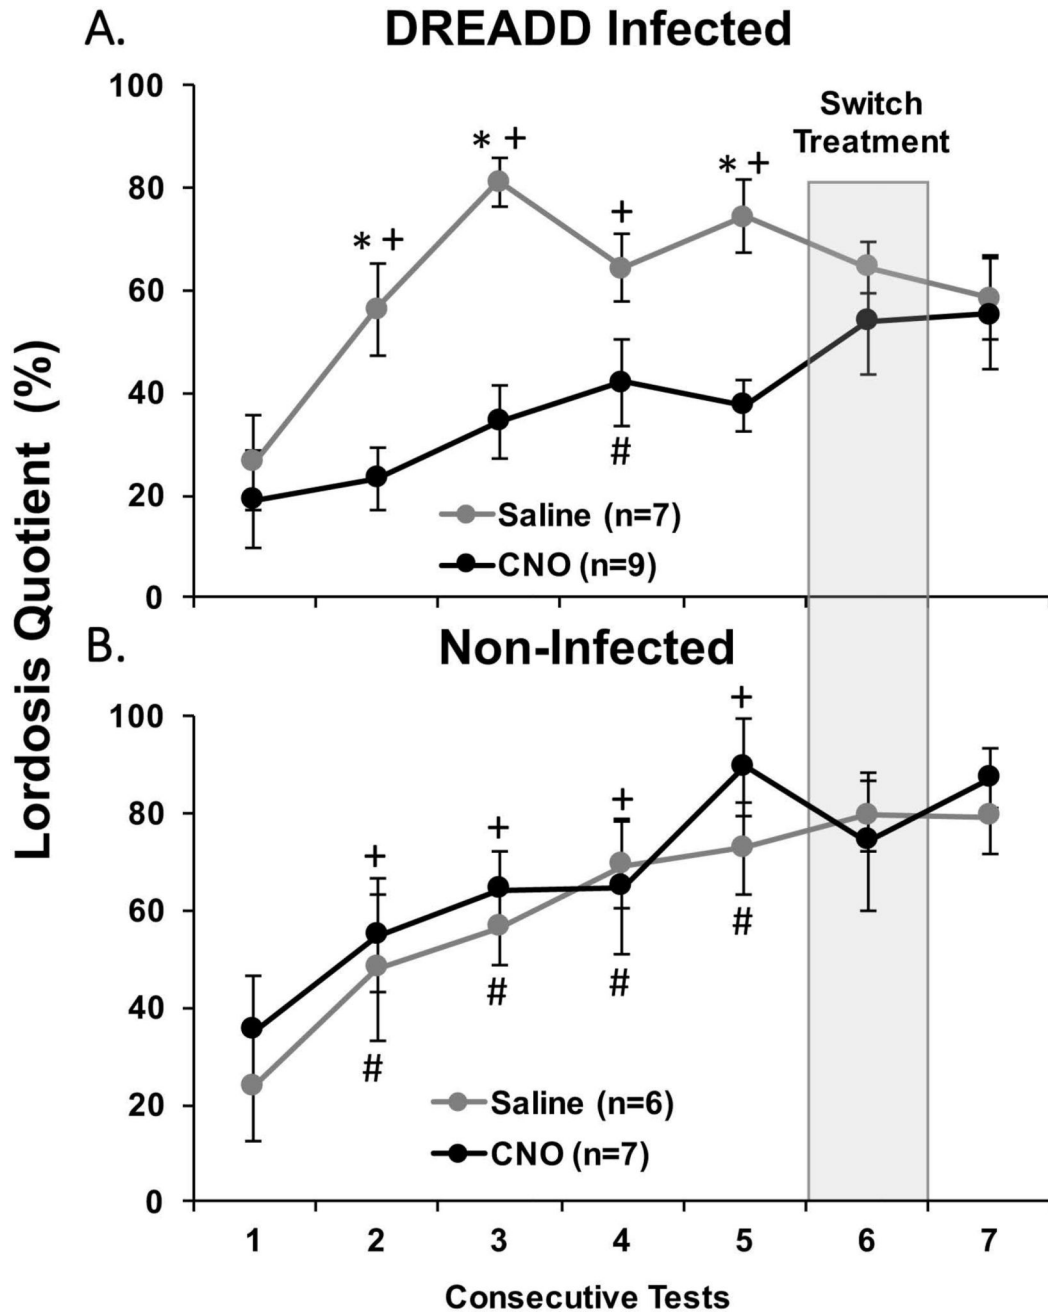 A.
DREADD Infected
100
Switch
Treatment
* +
80
* +
+
* +
60
40
#
20
Saline (n=7)
CNO (n=9)
0
Lordosis Quotient (%)
B.
Non-Infected
100
+
80
+
+
+
60
#
#
#
40
#
20
Saline (n=6)
CNO (n=7)
0
1 2 3 4 5 6 7
Consecutive Tests